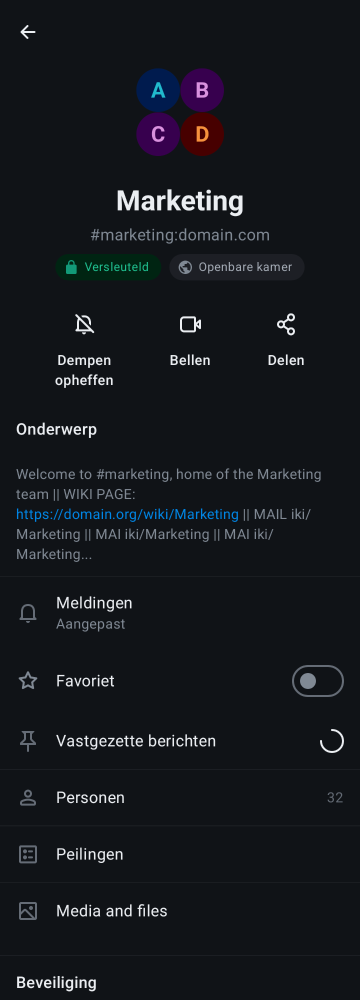 A
B
C
D
Marketing
#marketing:domain.com
Versleuteld
Openbare kamer
Dempen
opheffen
Bellen
Delen
Onderwerp
Welcome to #marketing, home of the Marketing
team || WIKI PAGE:
https://domain.org/wiki/Marketing || MAIL iki/
Marketing || MAI iki/Marketing || MAI iki/
Marketing...
Meldingen
Aangepast
Favoriet
Vastgezette berichten
Personen
32
Peilingen
Media and files
Beveiliging